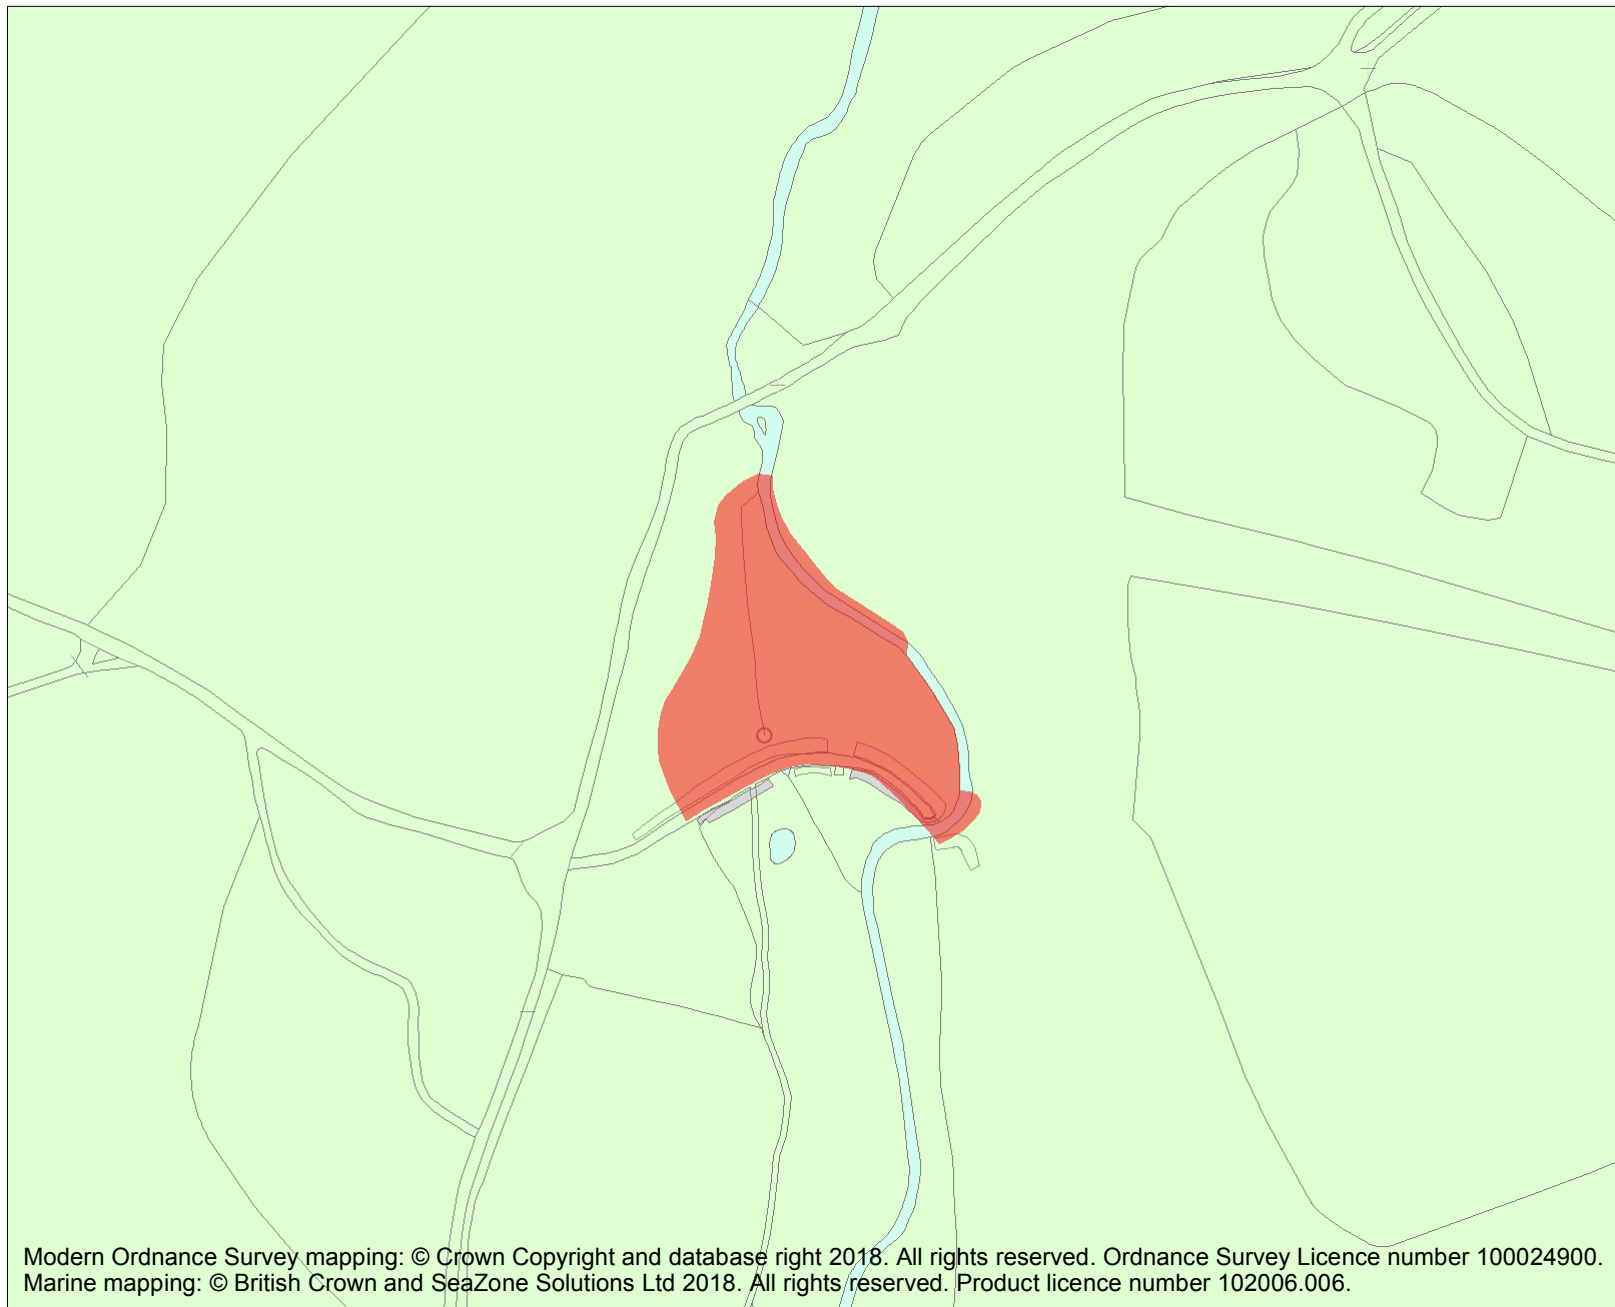 Modern Ordnance Survey mapping: © Crown Copyright and database right 2018. All rights reserved. Ordnance Survey Licence number 100024900.
Marine mapping: © British Crown and SeaZone Solutions Ltd 2018. All rights reserved. Product licence number 102006.006.